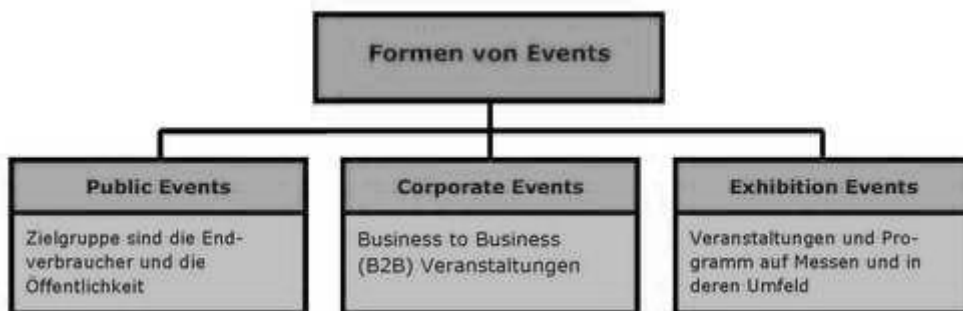 Formen von Events
Public Events
Zielgruppe sind die End-
verbraucher und die
Öffentlichkeit
Corporate Events
Business to Business
(B2B) Veranstaltungen
Exhibition Events
Veranstaltungen und Pro-
gramm auf Messen und in
deren Umfeld